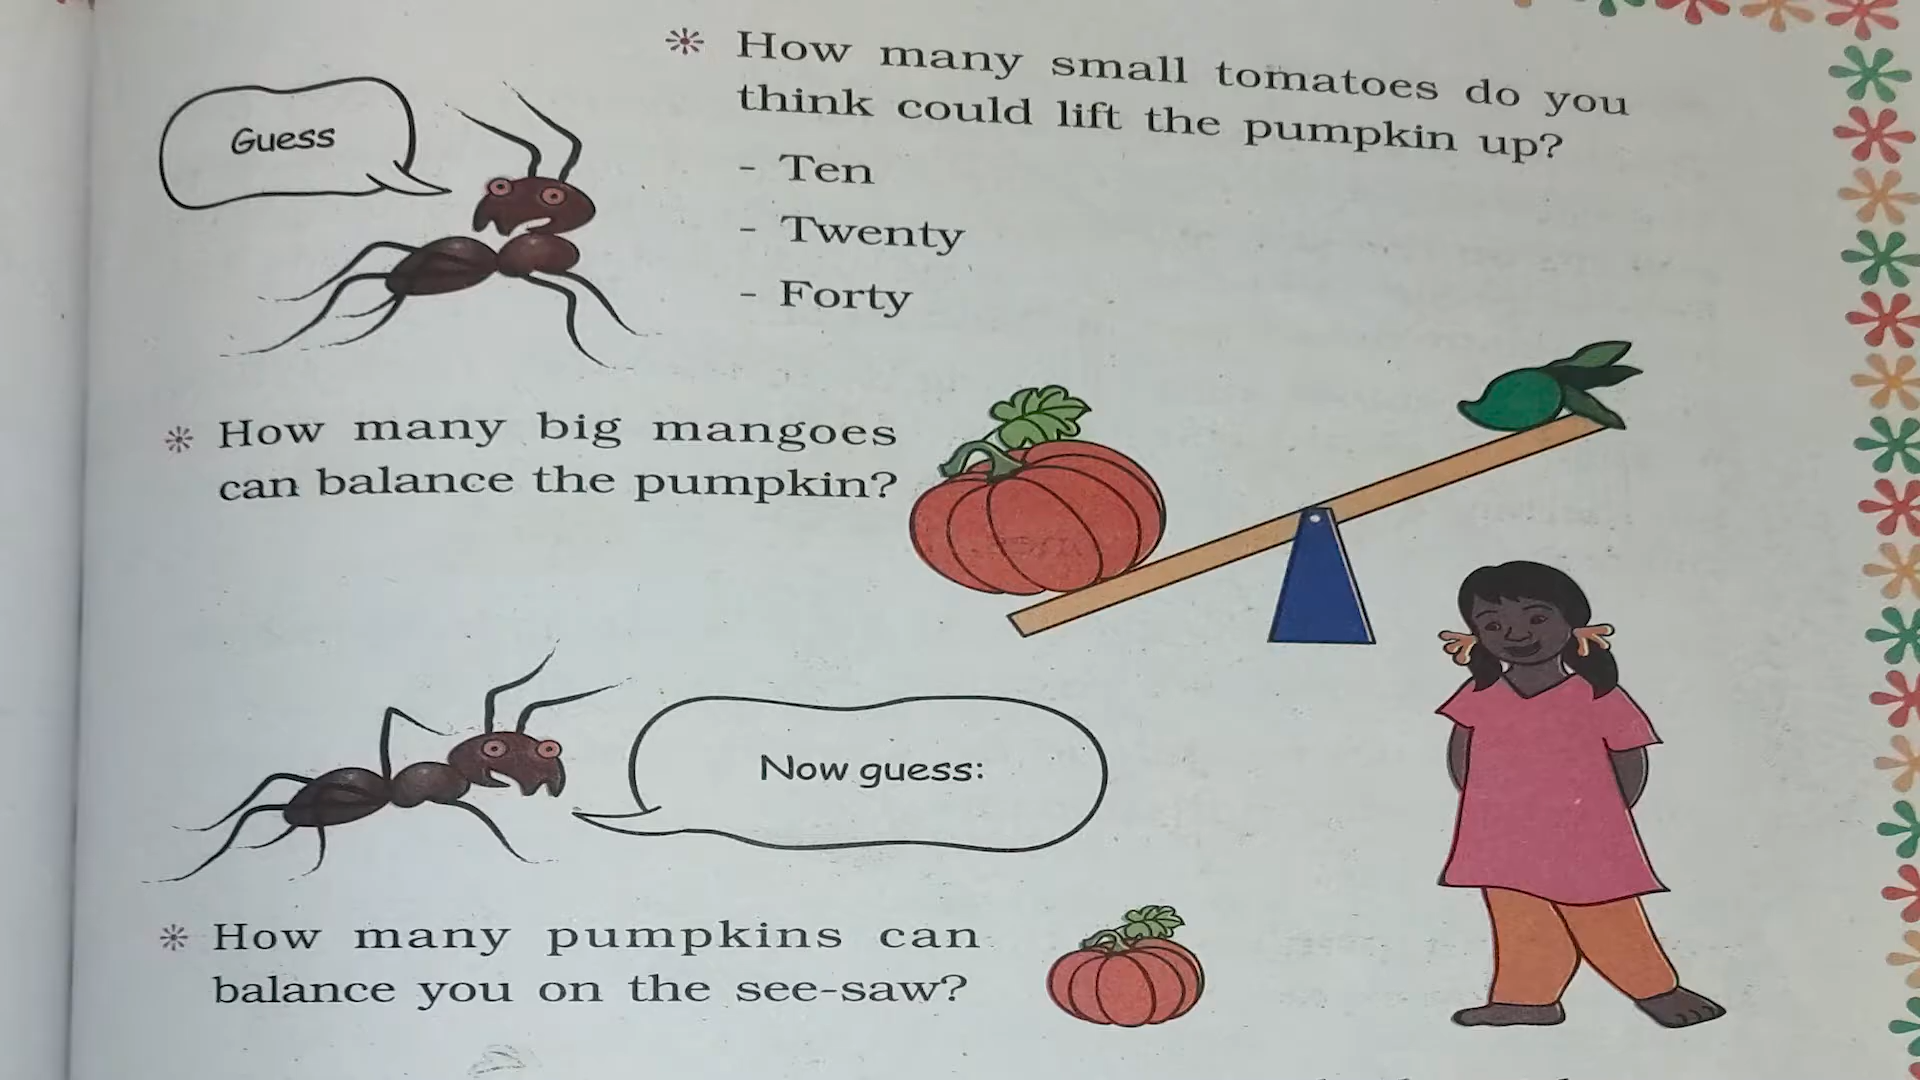 Guess
* How many small tomatoes do you
think could lift the pumpkin up?
- Ten
- Twenty
- Forty
* How many big mangoes
can balance the pumpkin?
Now guess:
* How many pumpkins can
balance you on the see-saw?